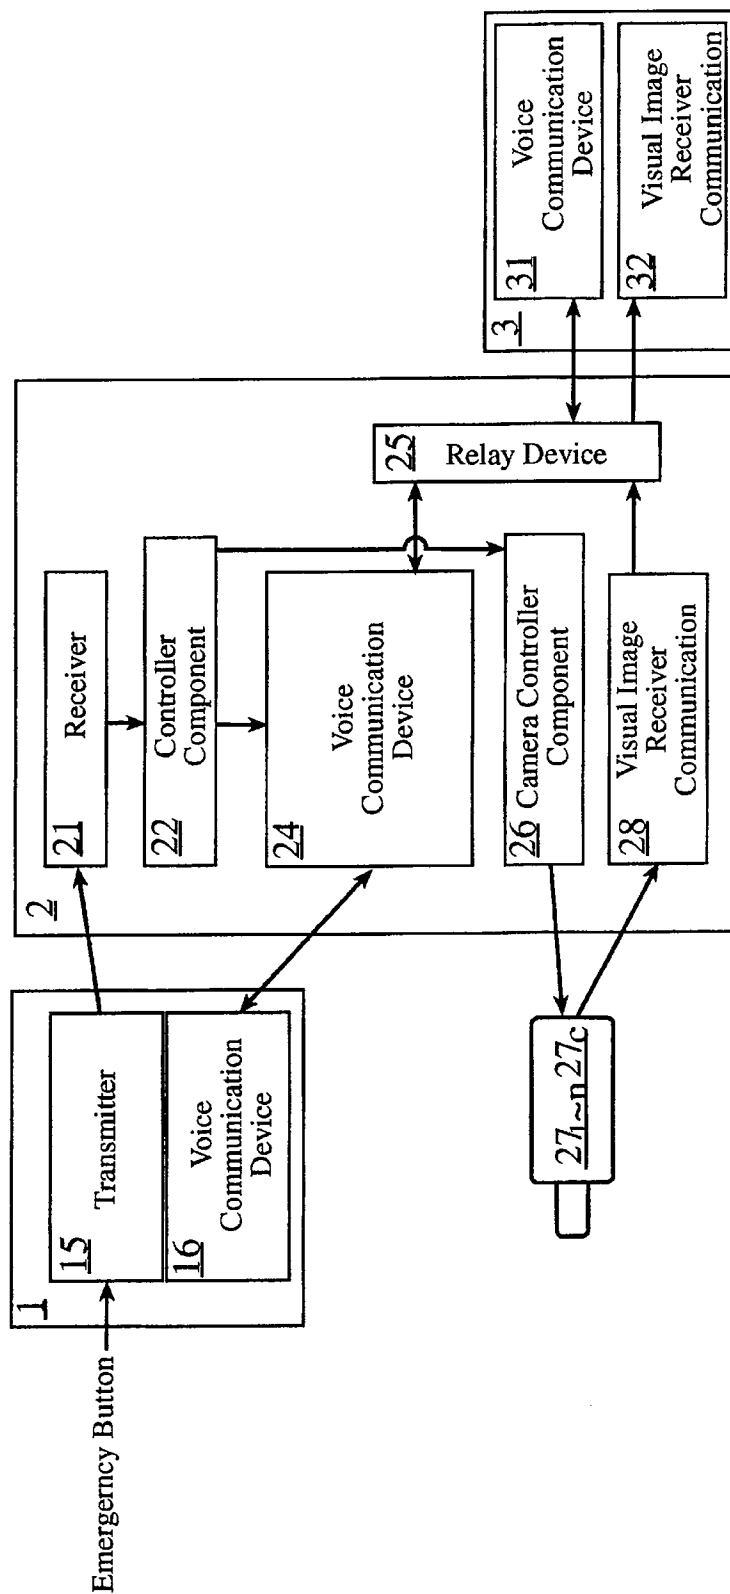 Emergerncy Button
1
15
Transmitter
16
Voice
Communication
Device
2
21
Receiver
22
Controller
Component
24
Voice
Communication
Device
25
Relay Device
26 Camera Controller
Component
27₁~n 27c
28
Visual Image
Receiver
Communication
3
31
Voice
Communication
Device
32
Visual Image
Receiver
Communication